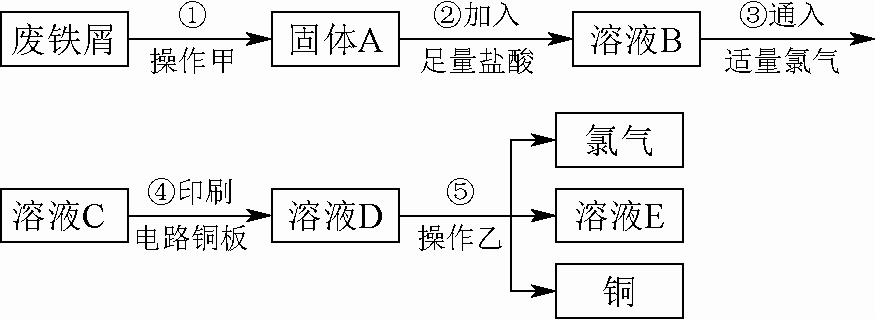 废铁屑
①
操作甲
固体A
②加入
足量盐酸
溶液B
③通入
适量氯气
溶液C
④印刷
电路铜板
溶液D
⑤
操作乙
氯气
溶液E
铜